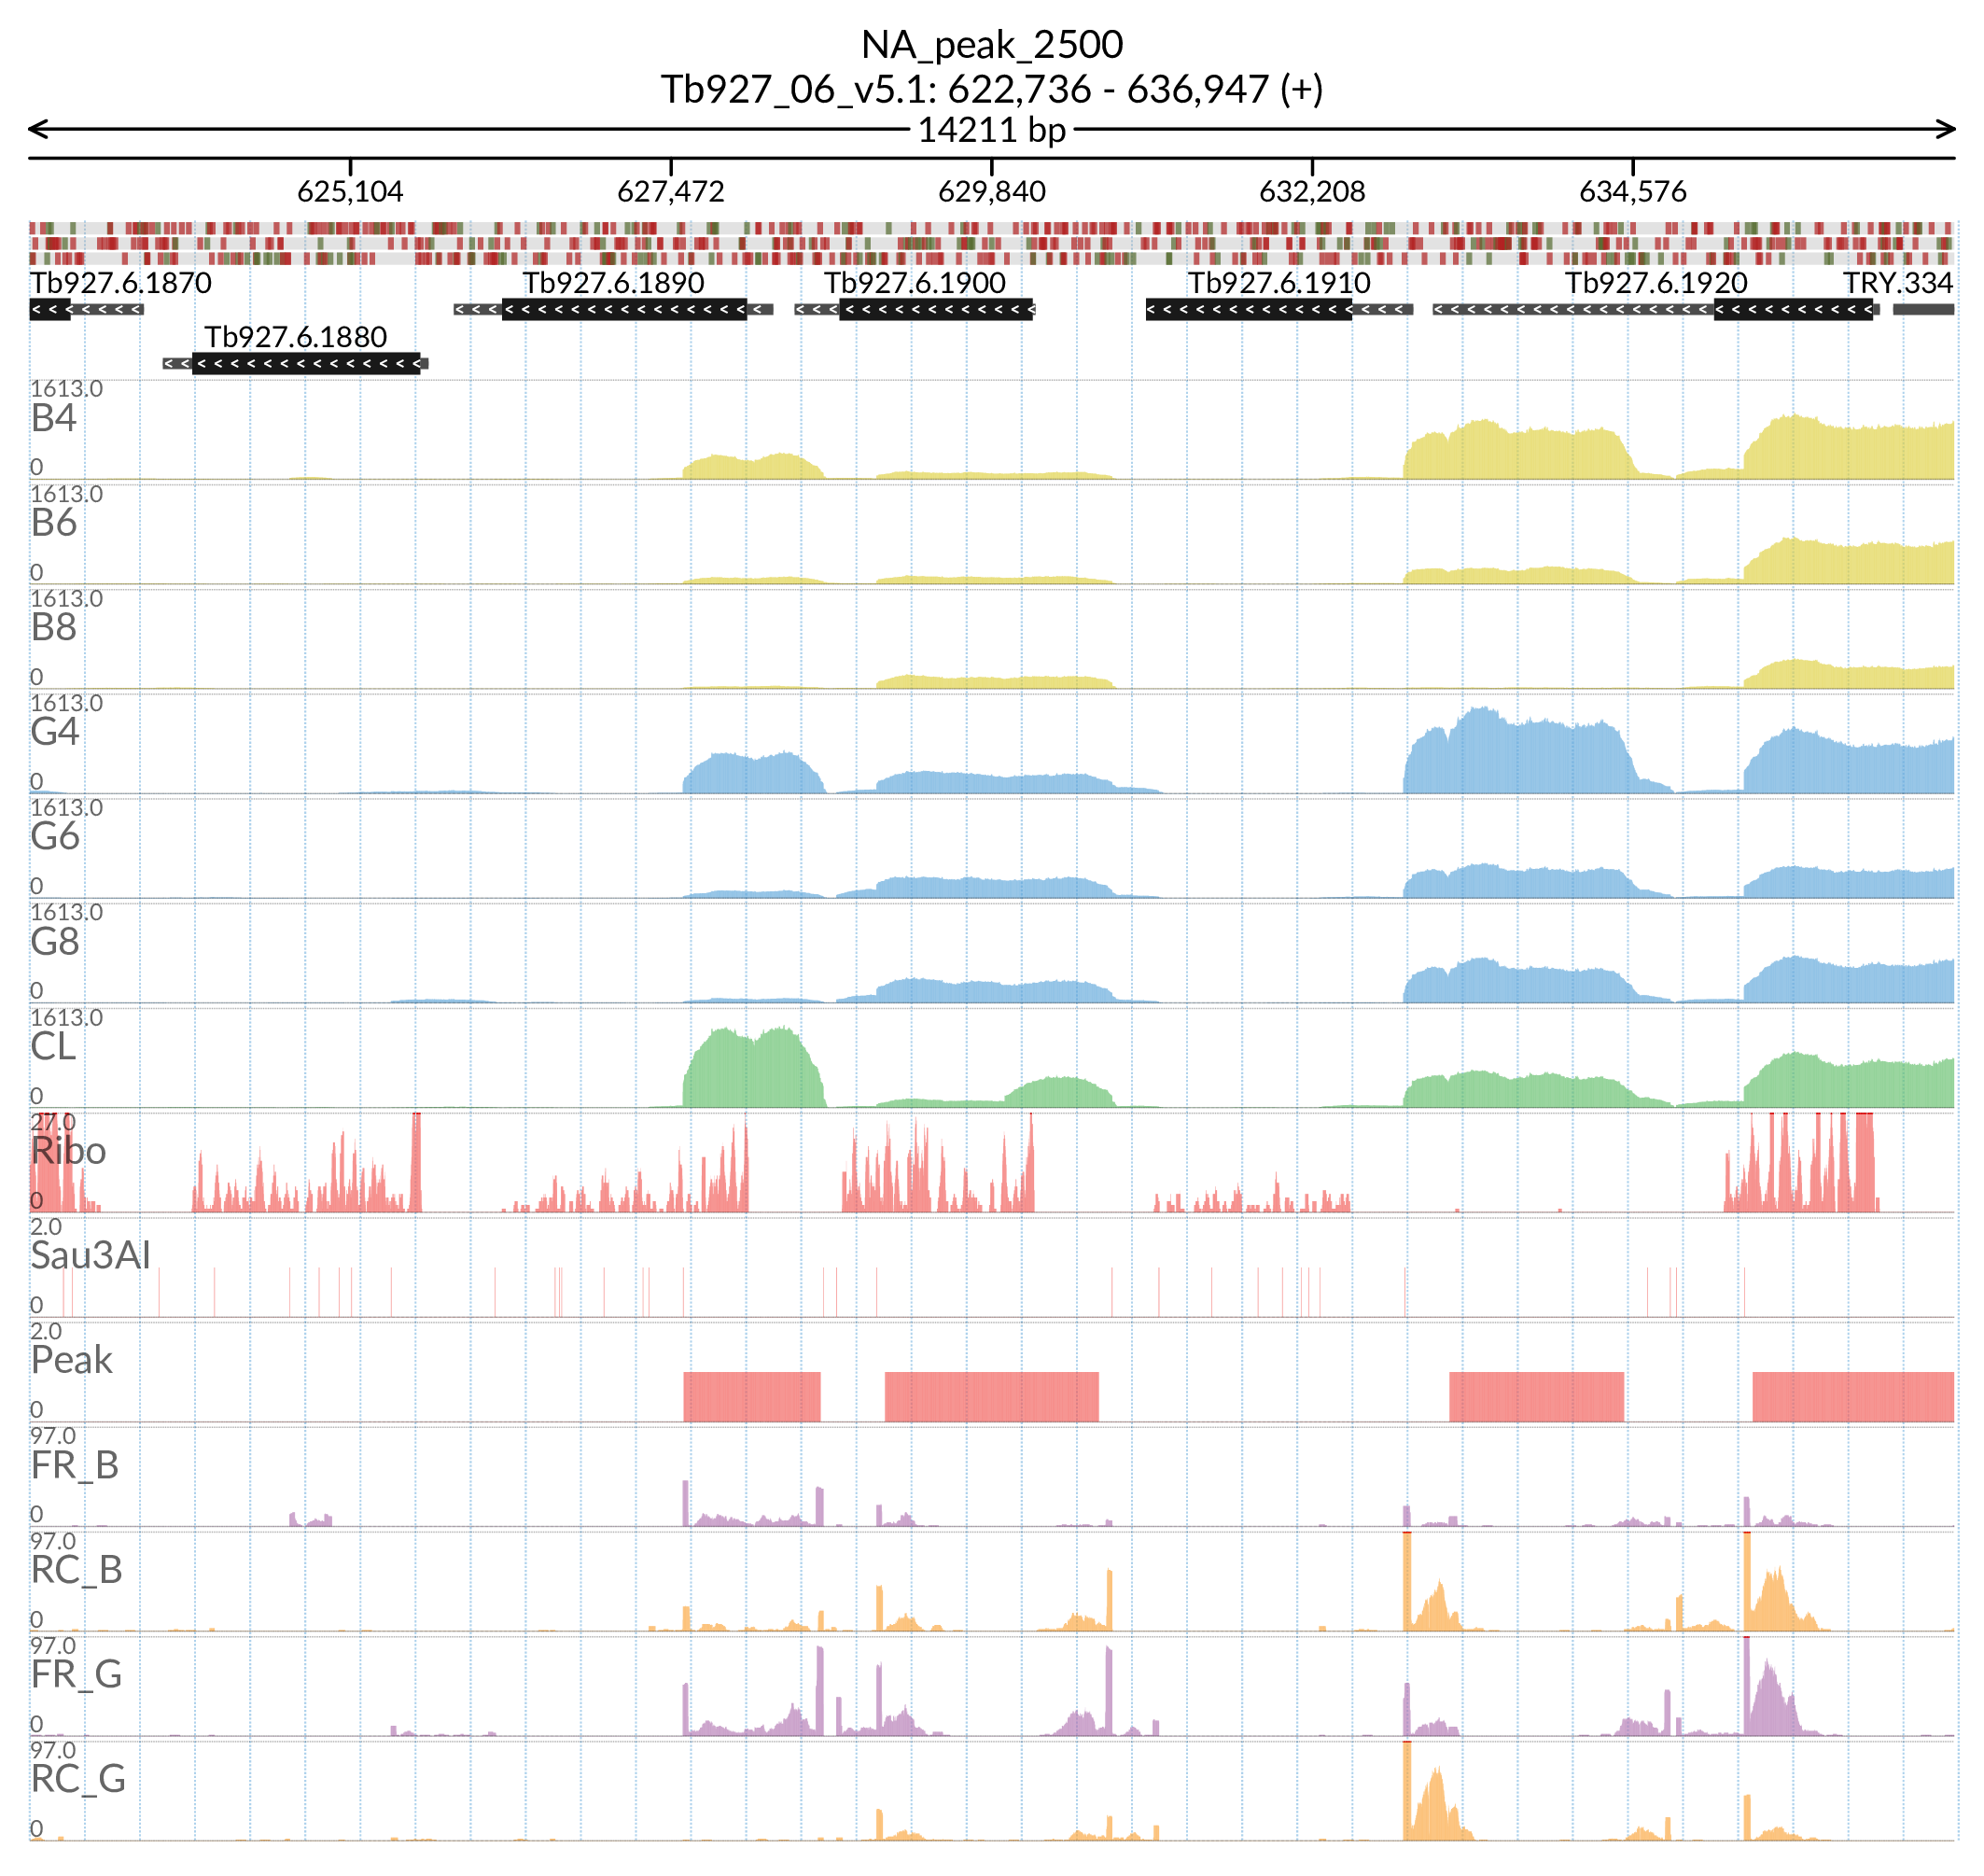 NA_peak_2500
Tb927_06_v5.1: 622,736 - 636,947 (+)
14211 bp
625,104 627,472 629,840 632,208 634,576
Tb927.6.1870 Tb927.6.1890 Tb927.6.1900 Tb927.6.1910 Tb927.6.1920 TRY.334
Tb927.6.1880
1613.0
B4
0
1613.0
B6
0
1613.0
B8
0
1613.0
G4
0
1613.0
G6
0
1613.0
G8
0
1613.0
CL
0
27.0
Ribo
0
2.0
Sau3AI
0
2.0
Peak
0
97.0
FR_B
0
97.0
RC_B
0
97.0
FR_G
0
97.0
RC_G
0